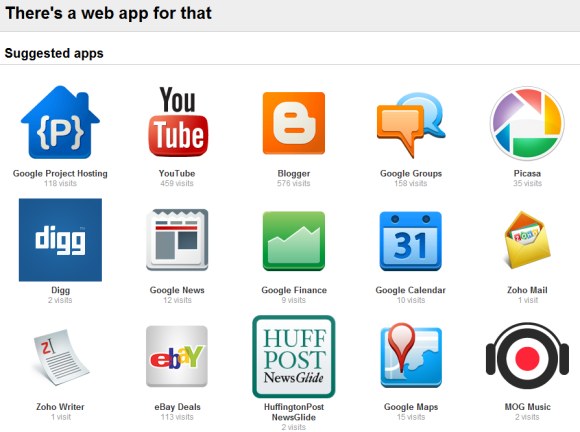 There's a web app for that
Suggested apps
{P}
You
Tube
Google Project Hosting
118 visits
YouTube
459 visits
Blogger
576 visits
Google Groups
158 visits
Picasa
35 visits
digg
31
ZOHO
Digg
2 visits
Google News
12 visits
Google Finance
9 visits
Google Calendar
10 visits
Zoho Mail
1 visit
Z
ebaY
HUFF
POST
NewsGlide
Zoho Writer
1 visit
eBay Deals
113 visits
HuffingtonPost
NewsGlide
2 visits
Google Maps
15 visits
MOG Music
2 visits